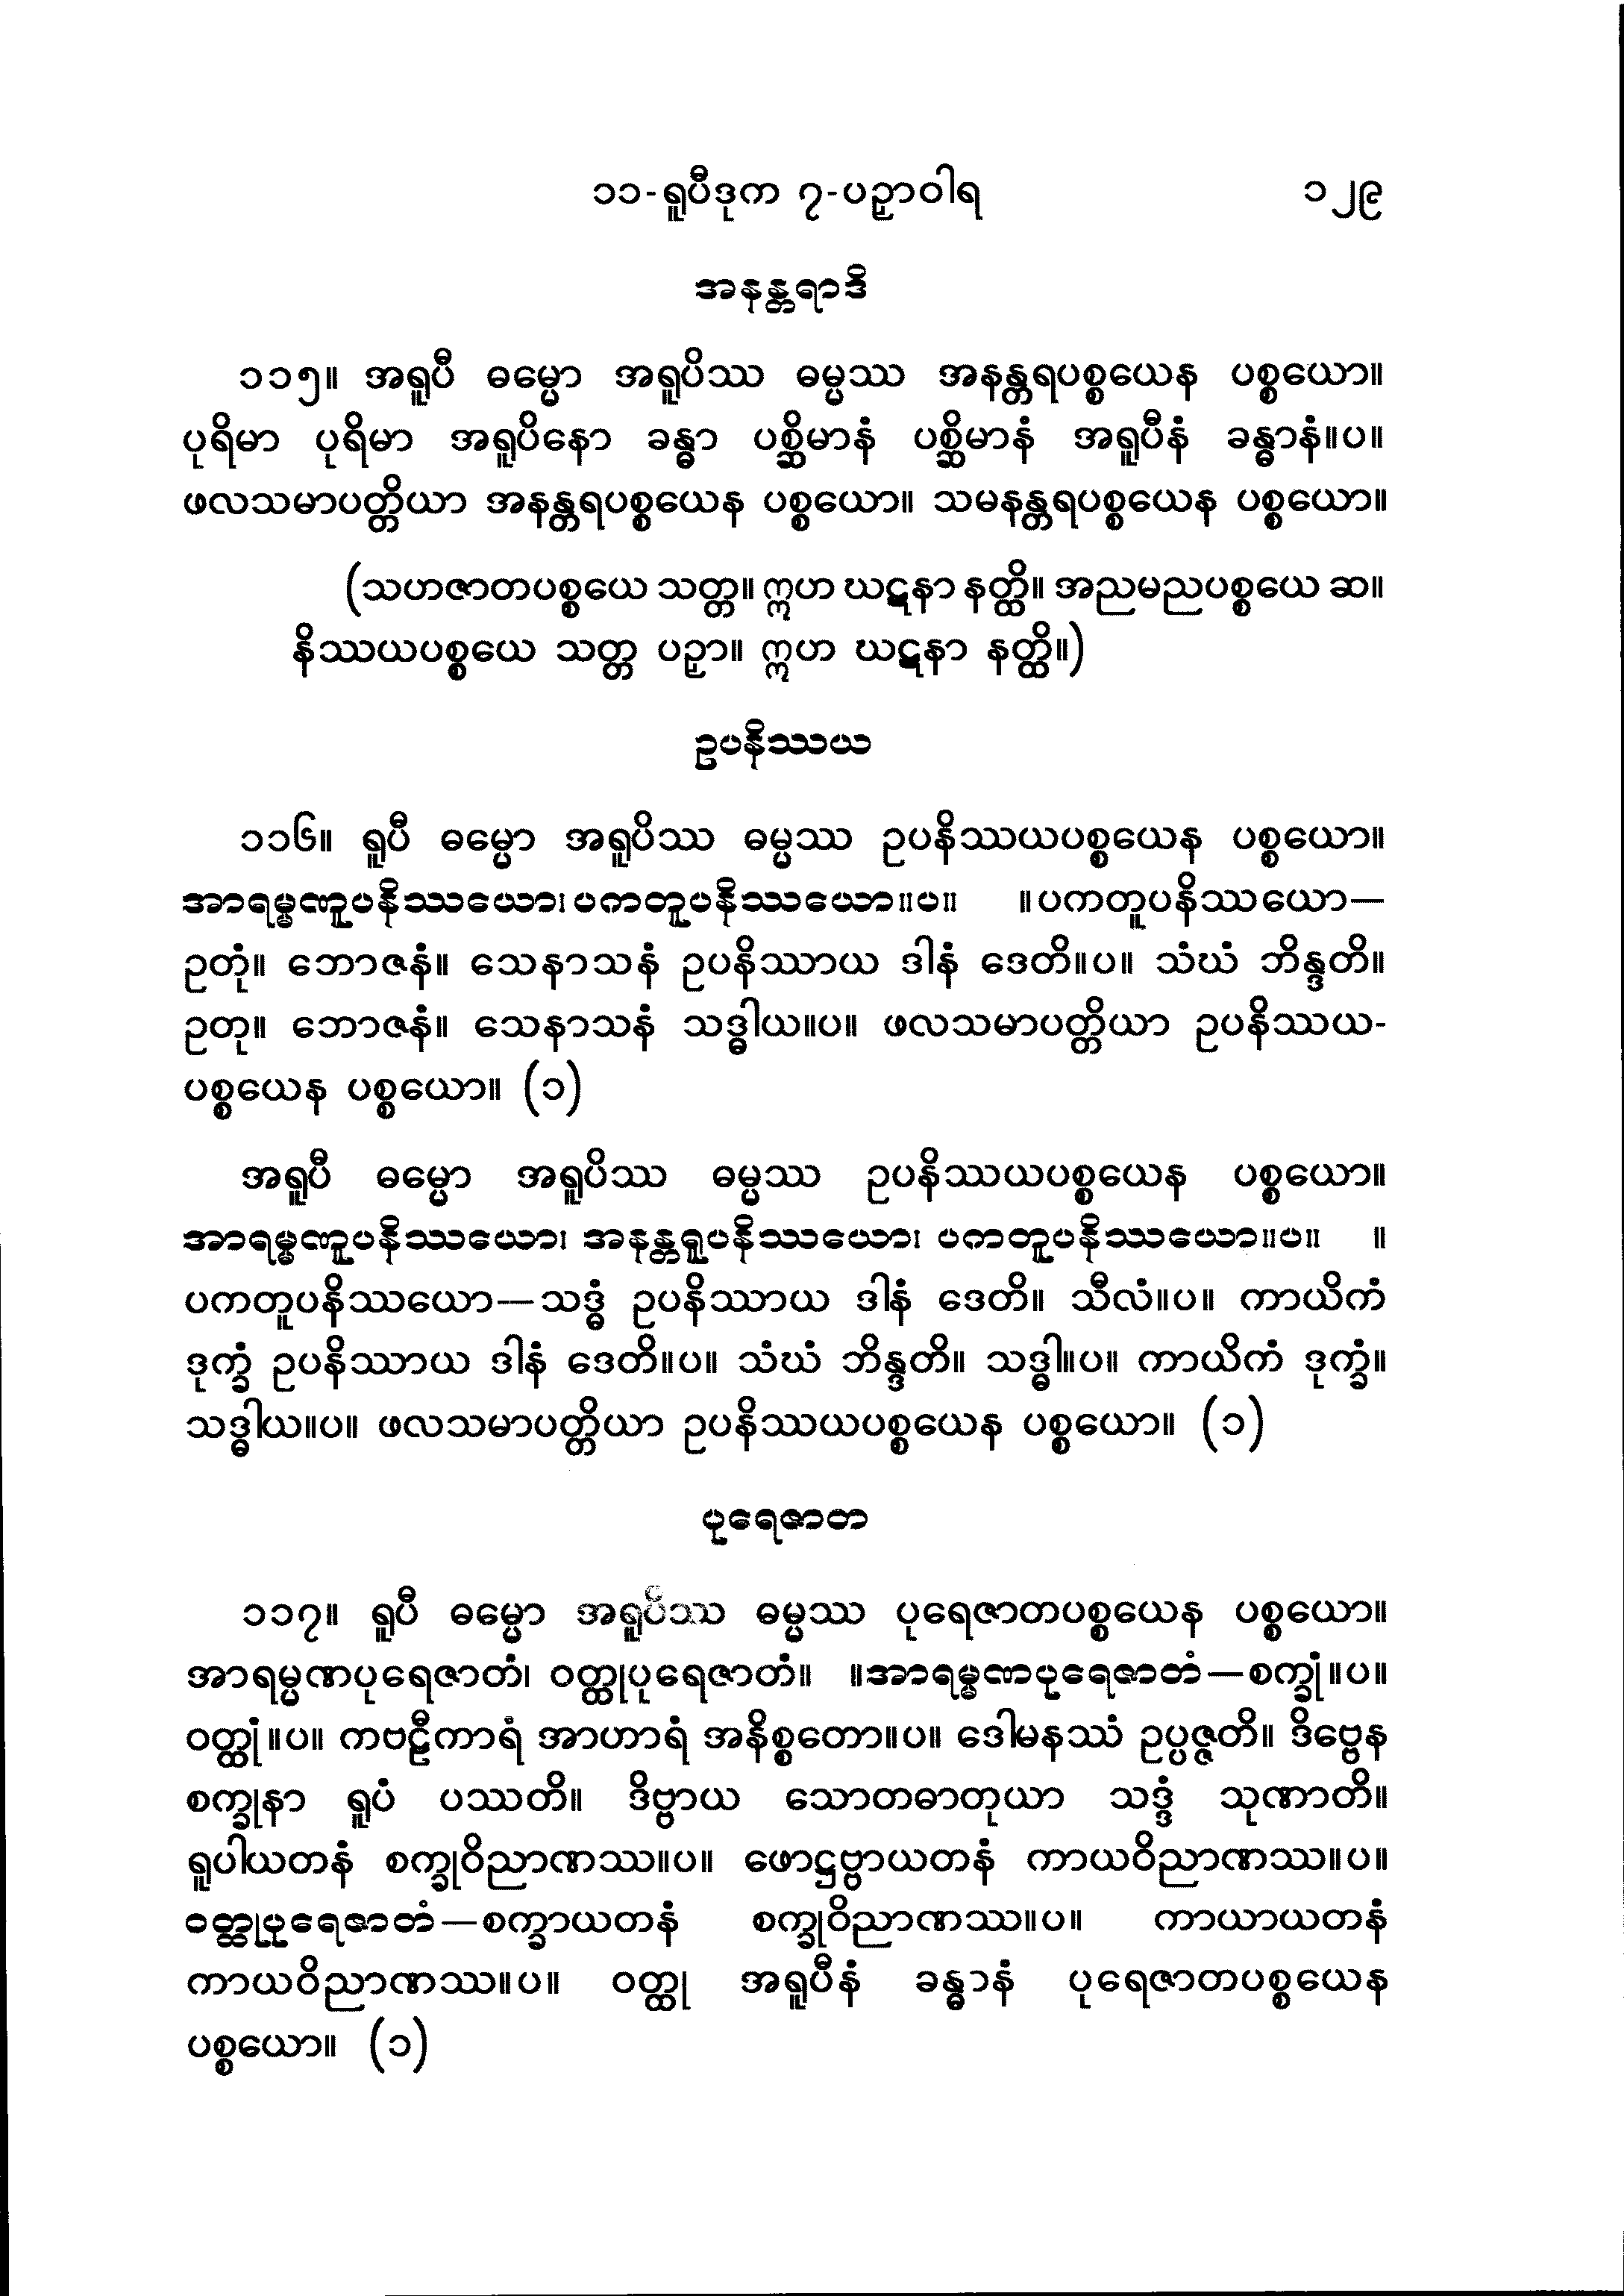 ၁၁-ရူပီဒုက ၇-ပဉှာဝါရ ၁၂၉
အနန္တရာဒိ
၁၁၅။ အရူပီ ဓမ္မော အရူပိဿ ဓမ္မဿ အနန္တရပစ္စယေန ပစ္စယော။
ပုရိမာ ပုရိမာ အရူပိနော ခန္ဓာ ပစ္ဆိမာနံ ပစ္ဆိမာနံ အရူပီနံ ခန္ဓာနံ။ပ။
ဖလသမာပတ္တိယာ အနန္တရပစ္စယေန ပစ္စယော။ သမနန္တရပစ္စယေန ပစ္စယော။
(သဟဇာတပစ္စယေ သတ္တ။ ဣဟ ဃဋနာ နတ္ထိ။ အညမညပစ္စယေ ဆ။
နိဿယပစ္စယေ သတ္တ ပဉှာ။ ဣဟ ဃဋနာ နတ္ထိ။)
ဥပနိဿယ
၁၁၆။ ရူပီ ဓမ္မော အရူပိဿ ဓမ္မဿ ဥပနိဿယပစ္စယေန ပစ္စယော။
အာရမ္မဏူပနိဿယော၊ ပကတူပနိဿယော။ပ။ ။ပကတူပနိဿယော—
ဥတုံ။ ဘောဇနံ။ သေနာသနံ ဥပနိဿာယ ဒါနံ ဒေတိ။ပ။ သံဃံ ဘိန္ဒတိ။
ဥတု။ ဘောဇနံ။ သေနာသနံ သဒ္ဓါယ။ပ။ ဖလသမာပတ္တိယာ ဥပနိဿယ-
ပစ္စယေန ပစ္စယော။ (၁)
အရူပီ ဓမ္မော အရူပိဿ ဓမ္မဿ ဥပနိဿယပစ္စယေန ပစ္စယော။
အာရမ္မဏူပနိဿယော၊ အနန္တရူပနိဿယော၊ ပကတူပနိဿယော။ပ။ ။
ပကတူပနိဿယော—သဒ္ဓံ ဥပနိဿာယ ဒါနံ ဒေတိ။ သီလံ။ပ။ ကာယိကံ
ဒုက္ခံ ဥပနိဿာယ ဒါနံ ဒေတိ။ပ။ သံဃံ ဘိန္ဒတိ။ သဒ္ဓါ။ပ။ ကာယိကံ ဒုက္ခံ။
သဒ္ဓါယ။ပ။ ဖလသမာပတ္တိယာ ဥပနိဿယပစ္စယေန ပစ္စယော။ (၁)
ပုရေဇာတ
၁၁၇။ ရူပီ ဓမ္မော အရူပိဿ ဓမ္မဿ ပုရေဇာတပစ္စယေန ပစ္စယော။
အာရမ္မဏပုရေဇာတံ၊ ဝတ္ထုပုရေဇာတံ။ ။အာရမ္မဏပုရေဇာတံ—စက္ခုံ။ပ။
ဝတ္ထုံ။ပ။ ကဗဠီကာရံ အာဟာရံ အနိစ္စတော။ပ။ ဒေါမနဿံ ဥပ္ပဇ္ဇတိ။ ဒိဗ္ဗေန
စက္ခုနာ ရူပံ ပဿတိ။ ဒိဗ္ဗာယ သောတဓာတုယာ သဒ္ဒံ သုဏာတိ။
ရူပါယတနံ စက္ခုဝိညာဏဿ။ပ။ ဖောဋ္ဌဗ္ဗာယတနံ ကာယဝိညာဏဿ။ပ။
ဝတ္ထုပုရေဇာတံ—စက္ခာယတနံ စက္ခုဝိညာဏဿ။ပ။ ကာယာယတနံ
ကာယဝိညာဏဿ။ပ။ ဝတ္ထု အရူပီနံ ခန္ဓာနံ ပုရေဇာတပစ္စယေန
ပစ္စယော။ (၁)